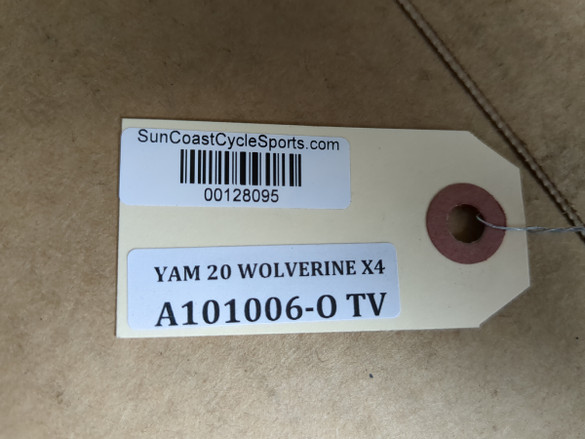 SunCoastCycleSports.com
00128095
YAM 20 WOLVERINE X4
A101006-O TV